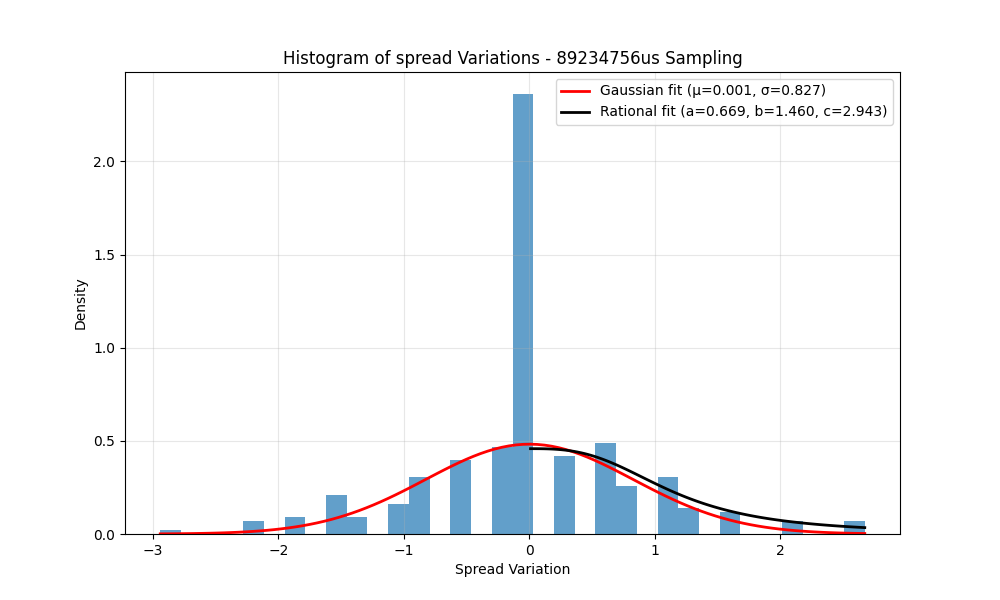 Histogram of spread Variations - 89234756us Sampling
Gaussian fit (μ=0.001, σ=0.827)
Rational fit (a=0.669, b=1.460, c=2.943)
Density
2.0
1.5
1.0
0.5
0.0
−3 −2 −1 0 1 2
Spread Variation